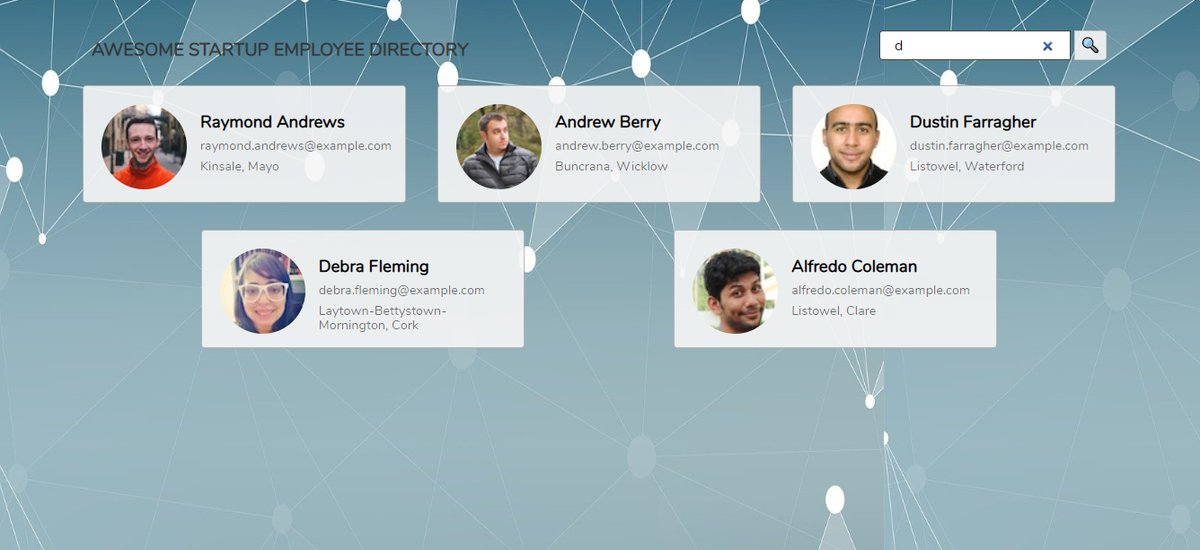 AWESOME STARTUP EMPLOYEE DIRECTORY
d
Raymond Andrews
raymond.andrews@example.com
Kinsale, Mayo
Andrew Berry
andrew.berry@example.com
Buncrana, Wicklow
Dustin Farragher
dustin.farragher@example.com
Listowel, Waterford
Debra Fleming
debra.fleming@example.com
Laytown-Bettystown-
Mornington, Cork
Alfredo Coleman
alfredo.coleman@example.com
Listowel, Clare